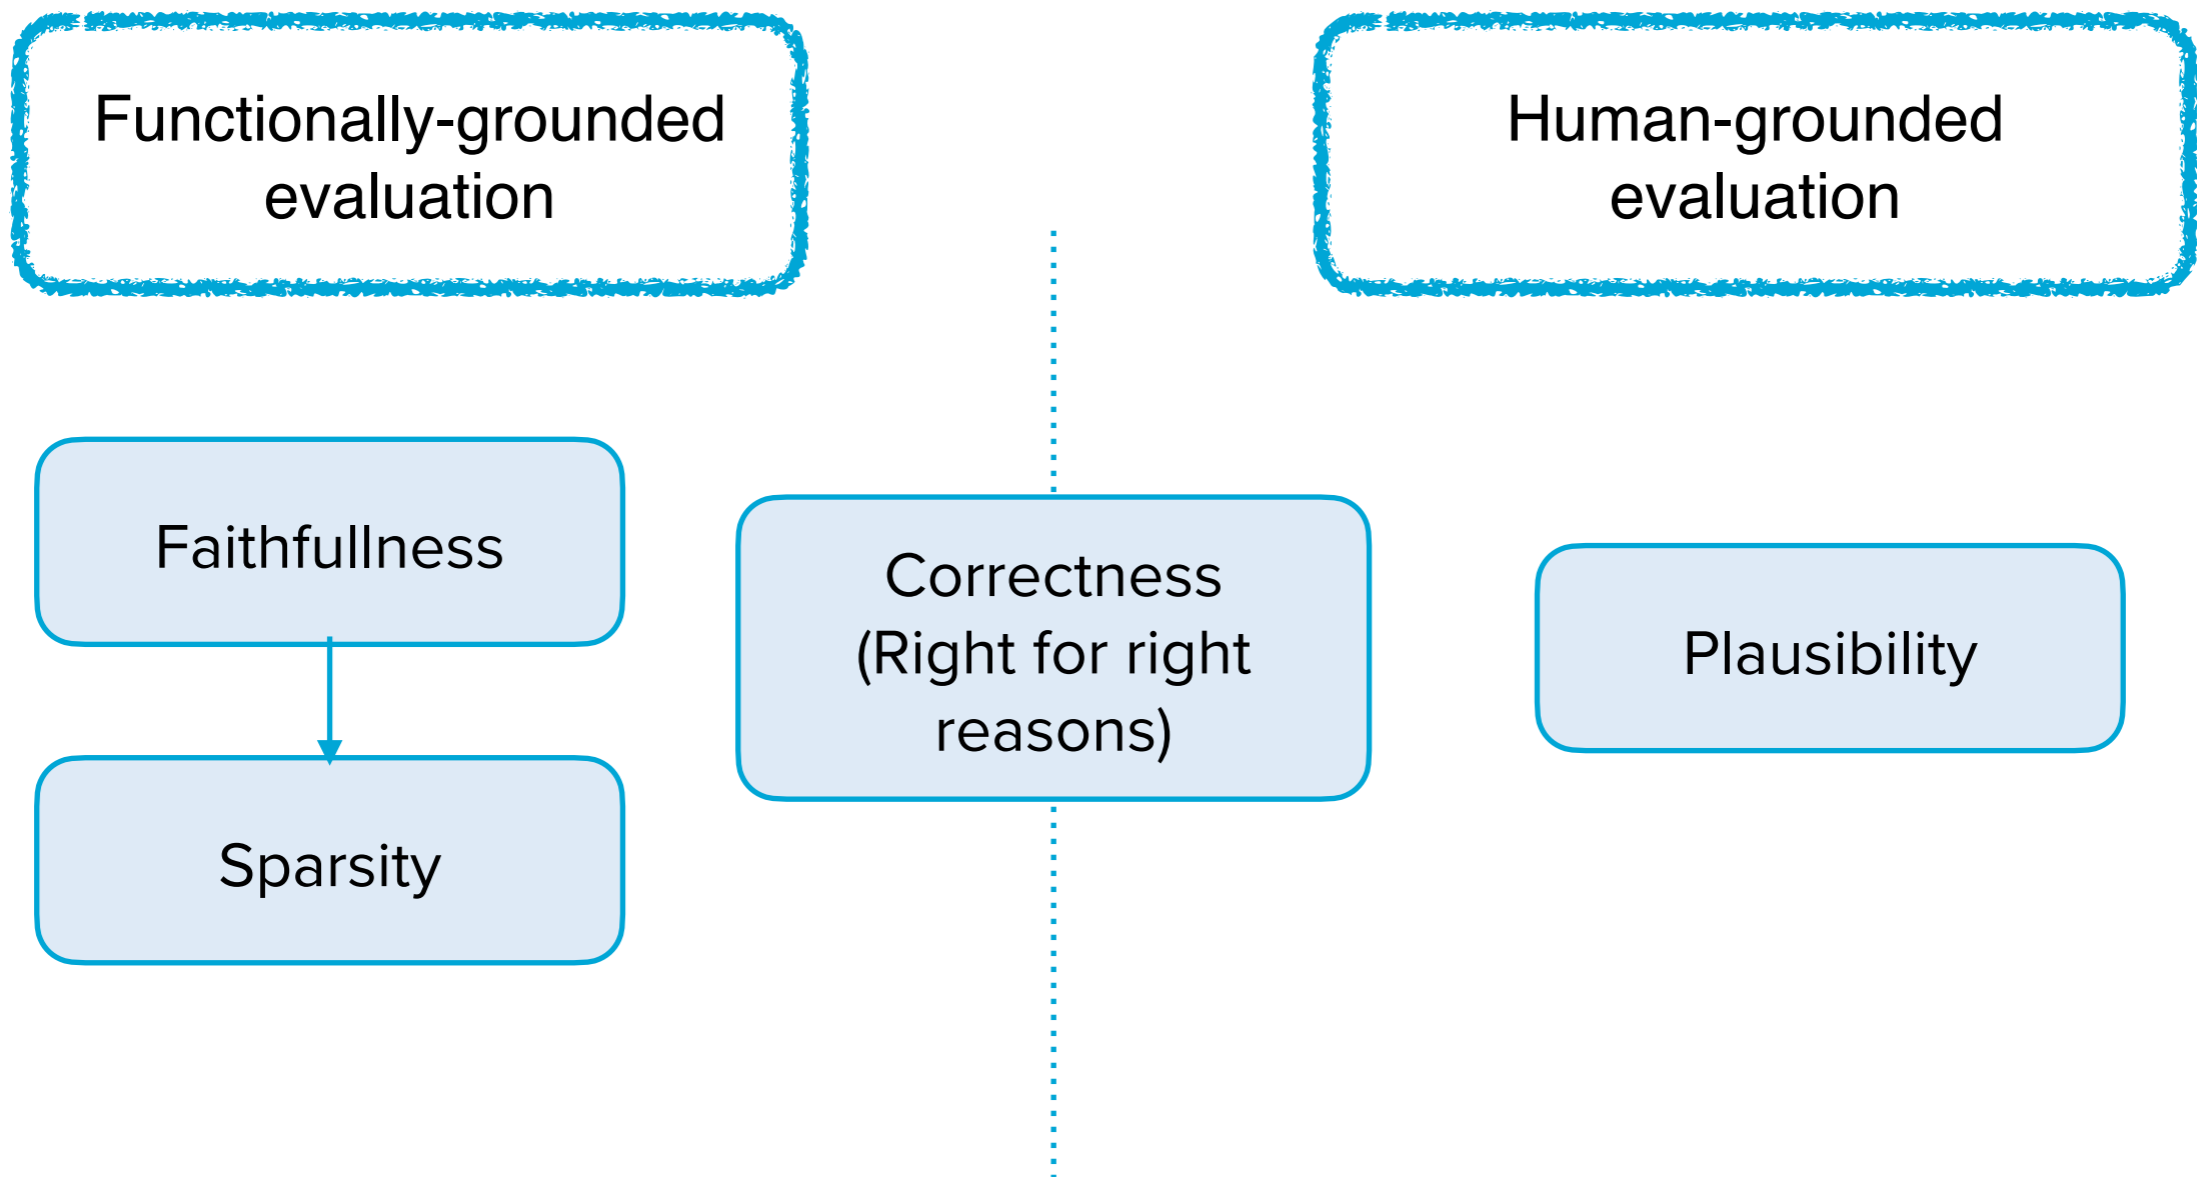 Functionally-grounded
evaluation
Human-grounded
evaluation
Faithfullness
Sparsity
Correctness
(Right for right
reasons)
Plausibility